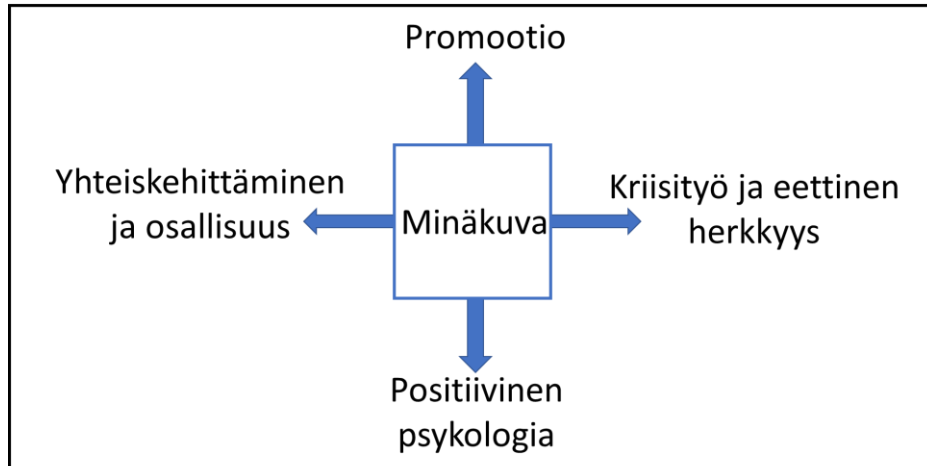 Promootio
Yhteiskehittäminen
ja osallisuus
Minäkuva
Kriisityö ja eettinen
herkkyys
Positiivinen
psykologia